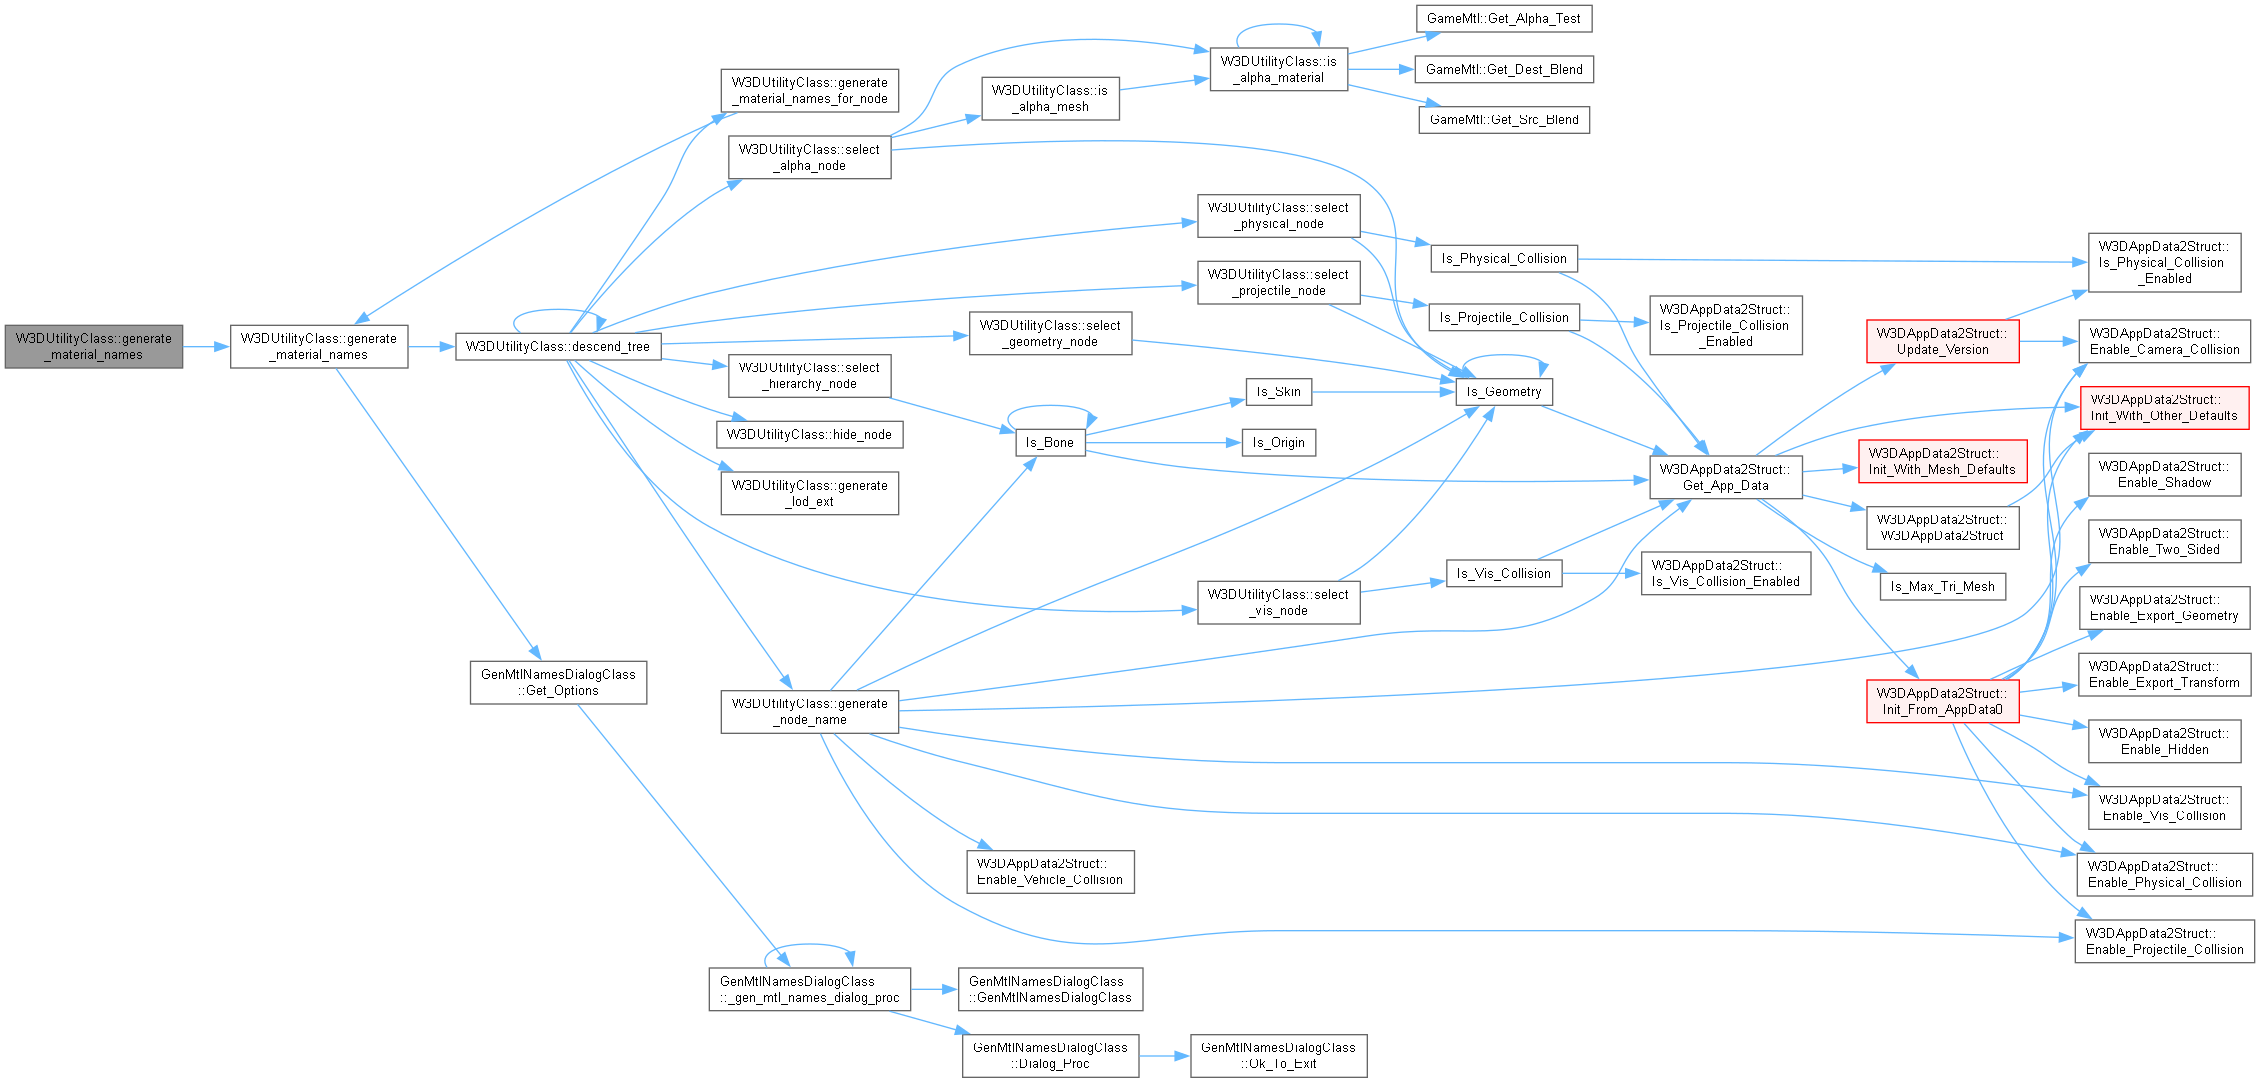 W3DUtilityClass::generate
_material_names
W3DUtilityClass::generate
_material_names
W3DUtilityClass::descend_tree
W3DUtilityClass::generate
_material_names_for_node
W3DUtilityClass::select
_alpha_node
W3DUtilityClass::is
_alpha_mesh
W3DUtilityClass::is
_alpha_material
GameMtl::Get_Alpha_Test
GameMtl::Get_Dest_Blend
GameMtl::Get_Src_Blend
W3DUtilityClass::select
_physical_node
W3DUtilityClass::select
_projectile_node
W3DUtilityClass::select
_geometry_node
W3DUtilityClass::select
_hierarchy_node
W3DUtilityClass::hide_node
W3DUtilityClass::generate
_lod_ext
Is_Bone
Is_Skin
Is_Origin
Is_Physical_Collision
Is_Projectile_Collision
Is_Geometry
W3DAppData2Struct::
Is_Projectile_Collision
_Enabled
W3DAppData2Struct::
Get_App_Data
Is_Vis_Collision
W3DAppData2Struct::
Is_Vis_Collision_Enabled
W3DUtilityClass::select
_vis_node
W3DUtilityClass::generate
_node_name
W3DAppData2Struct::
Update_Version
W3DAppData2Struct::
Init_With_Mesh_Defaults
W3DAppData2Struct::
W3DAppData2Struct
Is_Max_Tri_Mesh
W3DAppData2Struct::
Init_From_AppData0
W3DAppData2Struct::
Is_Physical_Collision
_Enabled
W3DAppData2Struct::
Enable_Camera_Collision
W3DAppData2Struct::
Init_With_Other_Defaults
W3DAppData2Struct::
Enable_Shadow
W3DAppData2Struct::
Enable_Two_Sided
W3DAppData2Struct::
Enable_Export_Geometry
W3DAppData2Struct::
Enable_Export_Transform
W3DAppData2Struct::
Enable_Hidden
W3DAppData2Struct::
Enable_Vis_Collision
W3DAppData2Struct::
Enable_Physical_Collision
W3DAppData2Struct::
Enable_Projectile_Collision
W3DAppData2Struct::
Enable_Vehicle_Collision
GenMtlNamesDialogClass
::Get_Options
GenMtlNamesDialogClass
::_gen_mtl_names_dialog_proc
GenMtlNamesDialogClass
::GenMtlNamesDialogClass
GenMtlNamesDialogClass
::Dialog_Proc
GenMtlNamesDialogClass
::Ok_To_Exit